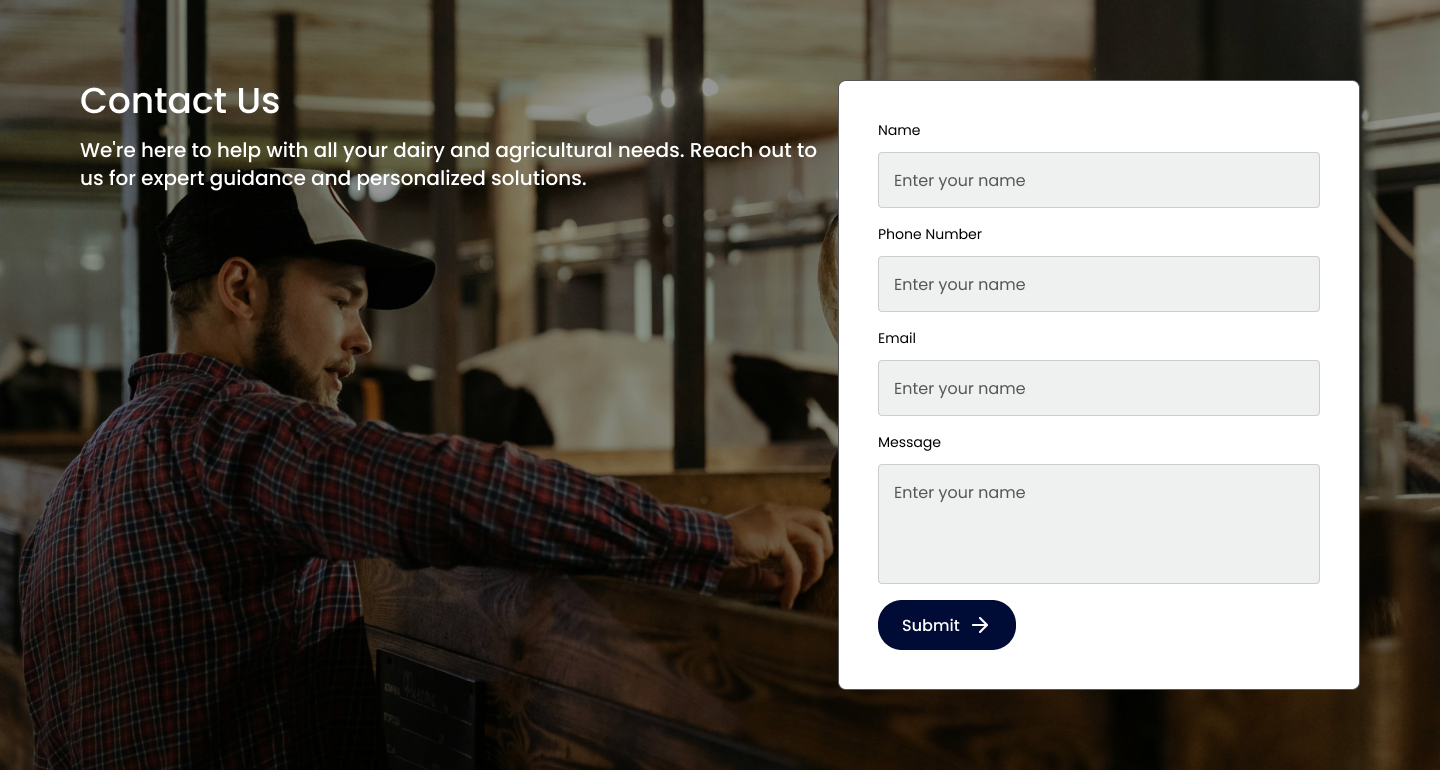 Contact Us
We're here to help with all your dairy and agricultural needs. Reach out to
us for expert guidance and personalized solutions.
Name
Enter your name
Phone Number
Enter your name
Email
Enter your name
Message
Enter your name
Submit